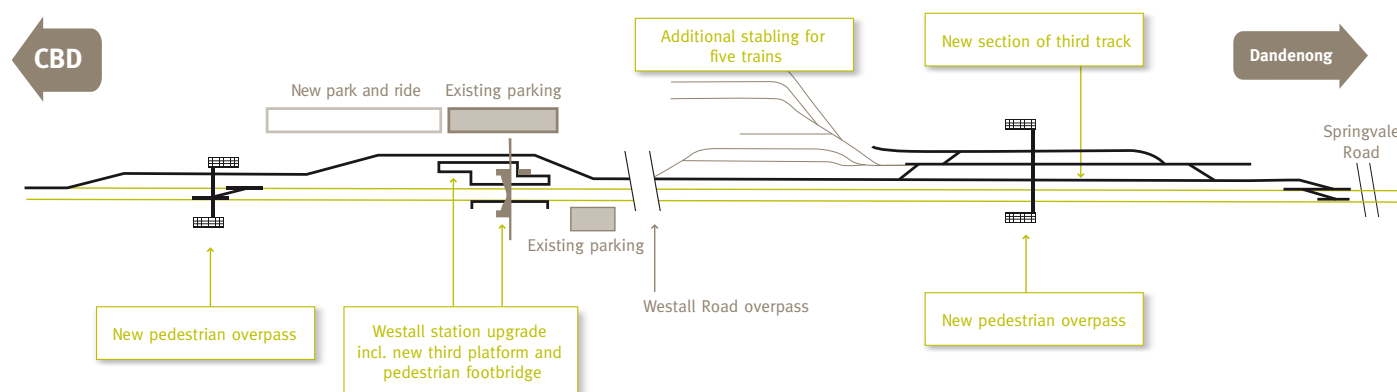 CBD
Additional stabling for
five trains
New section of third track
Dandenong
New park and ride
Existing parking
Springvale
Road
Existing parking
Westall Road overpass
New pedestrian overpass
Westall station upgrade
incl. new third platform and
pedestrian footbridge
New pedestrian overpass